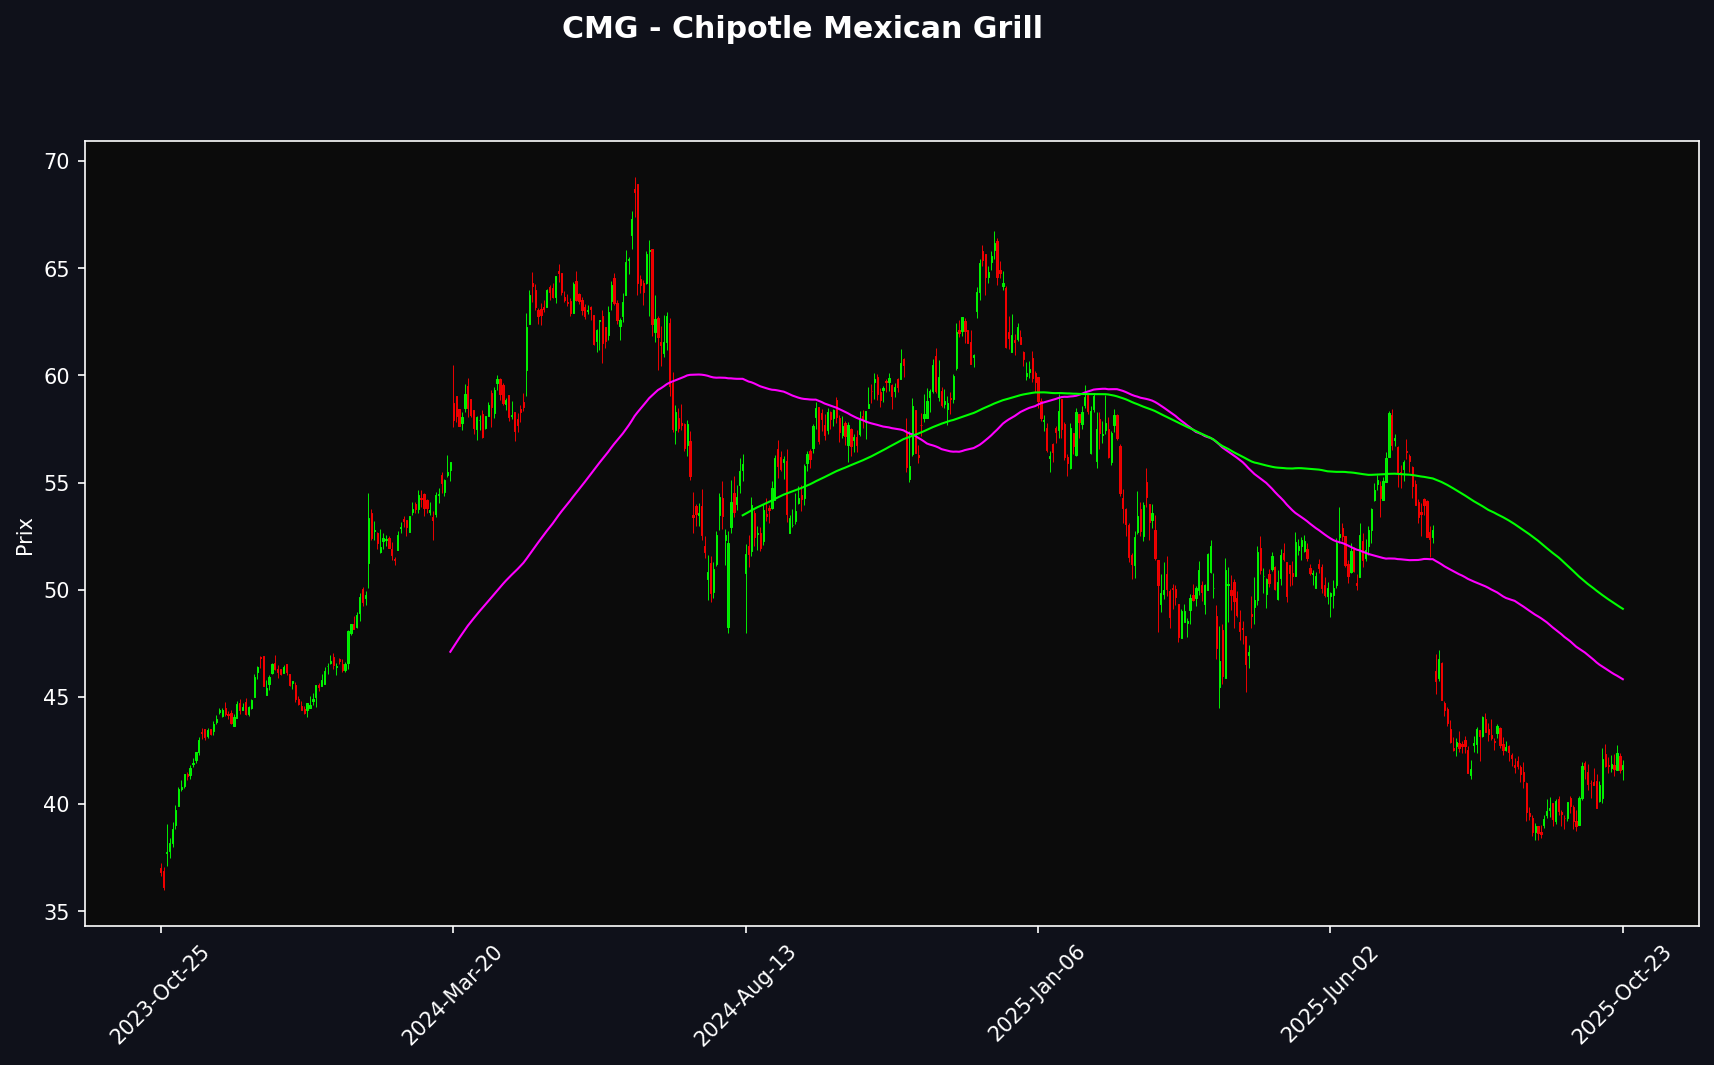 CMG - Chipotle Mexican Grill
Prix
70
65
60
55
50
45
40
35
2023-Oct-25
2024-Mar-20
2024-Aug-13
2025-Jan-06
2025-Jun-02
2025-Oct-23